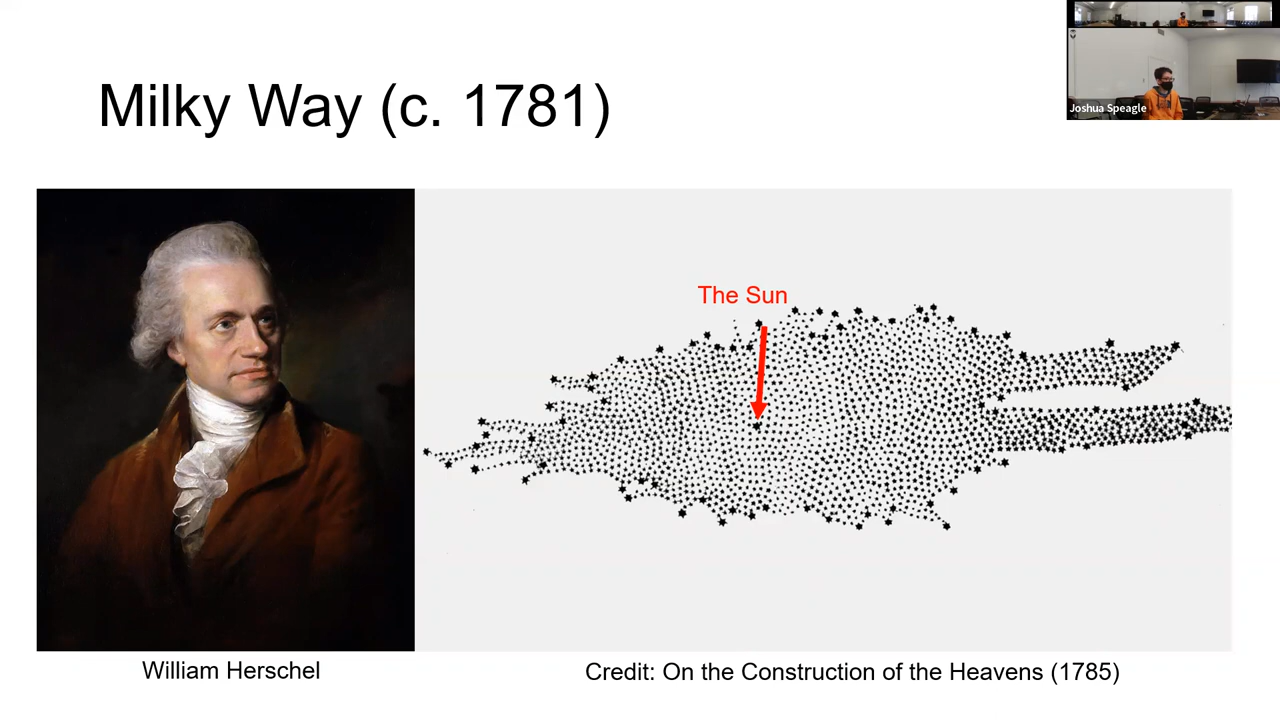 Milky Way (c. 1781)
Joshua Speagle
The Sun
William Herschel
Credit: On the Construction of the Heavens (1785)